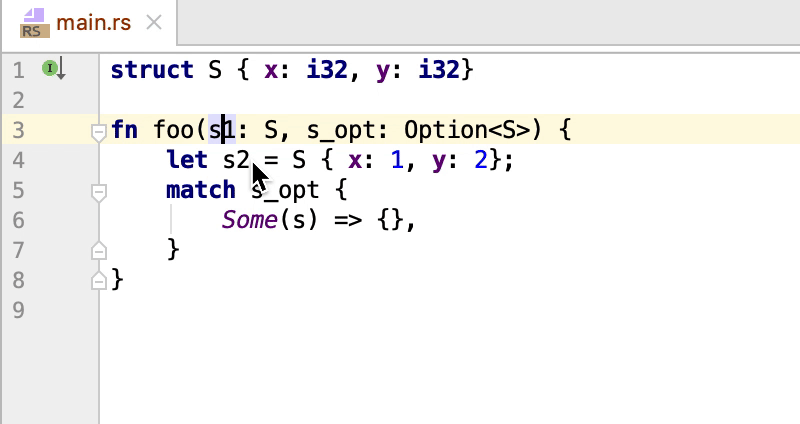 RS main.rs
1 struct S { x: i32, y: i32}
2
3 fn foo(s1: S, s_opt: Option<S>) {
4     let s2 = S { x: 1, y: 2};
5     match s_opt {
6         Some(s) => {},
7     }
8 }
9